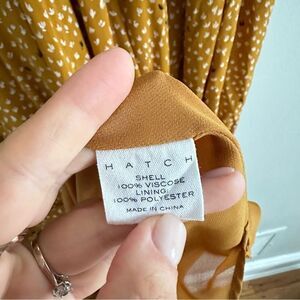 HATCH
SHELL
100% VISCOSE
LINING
100% POLYESTER
MADE IN CHINA